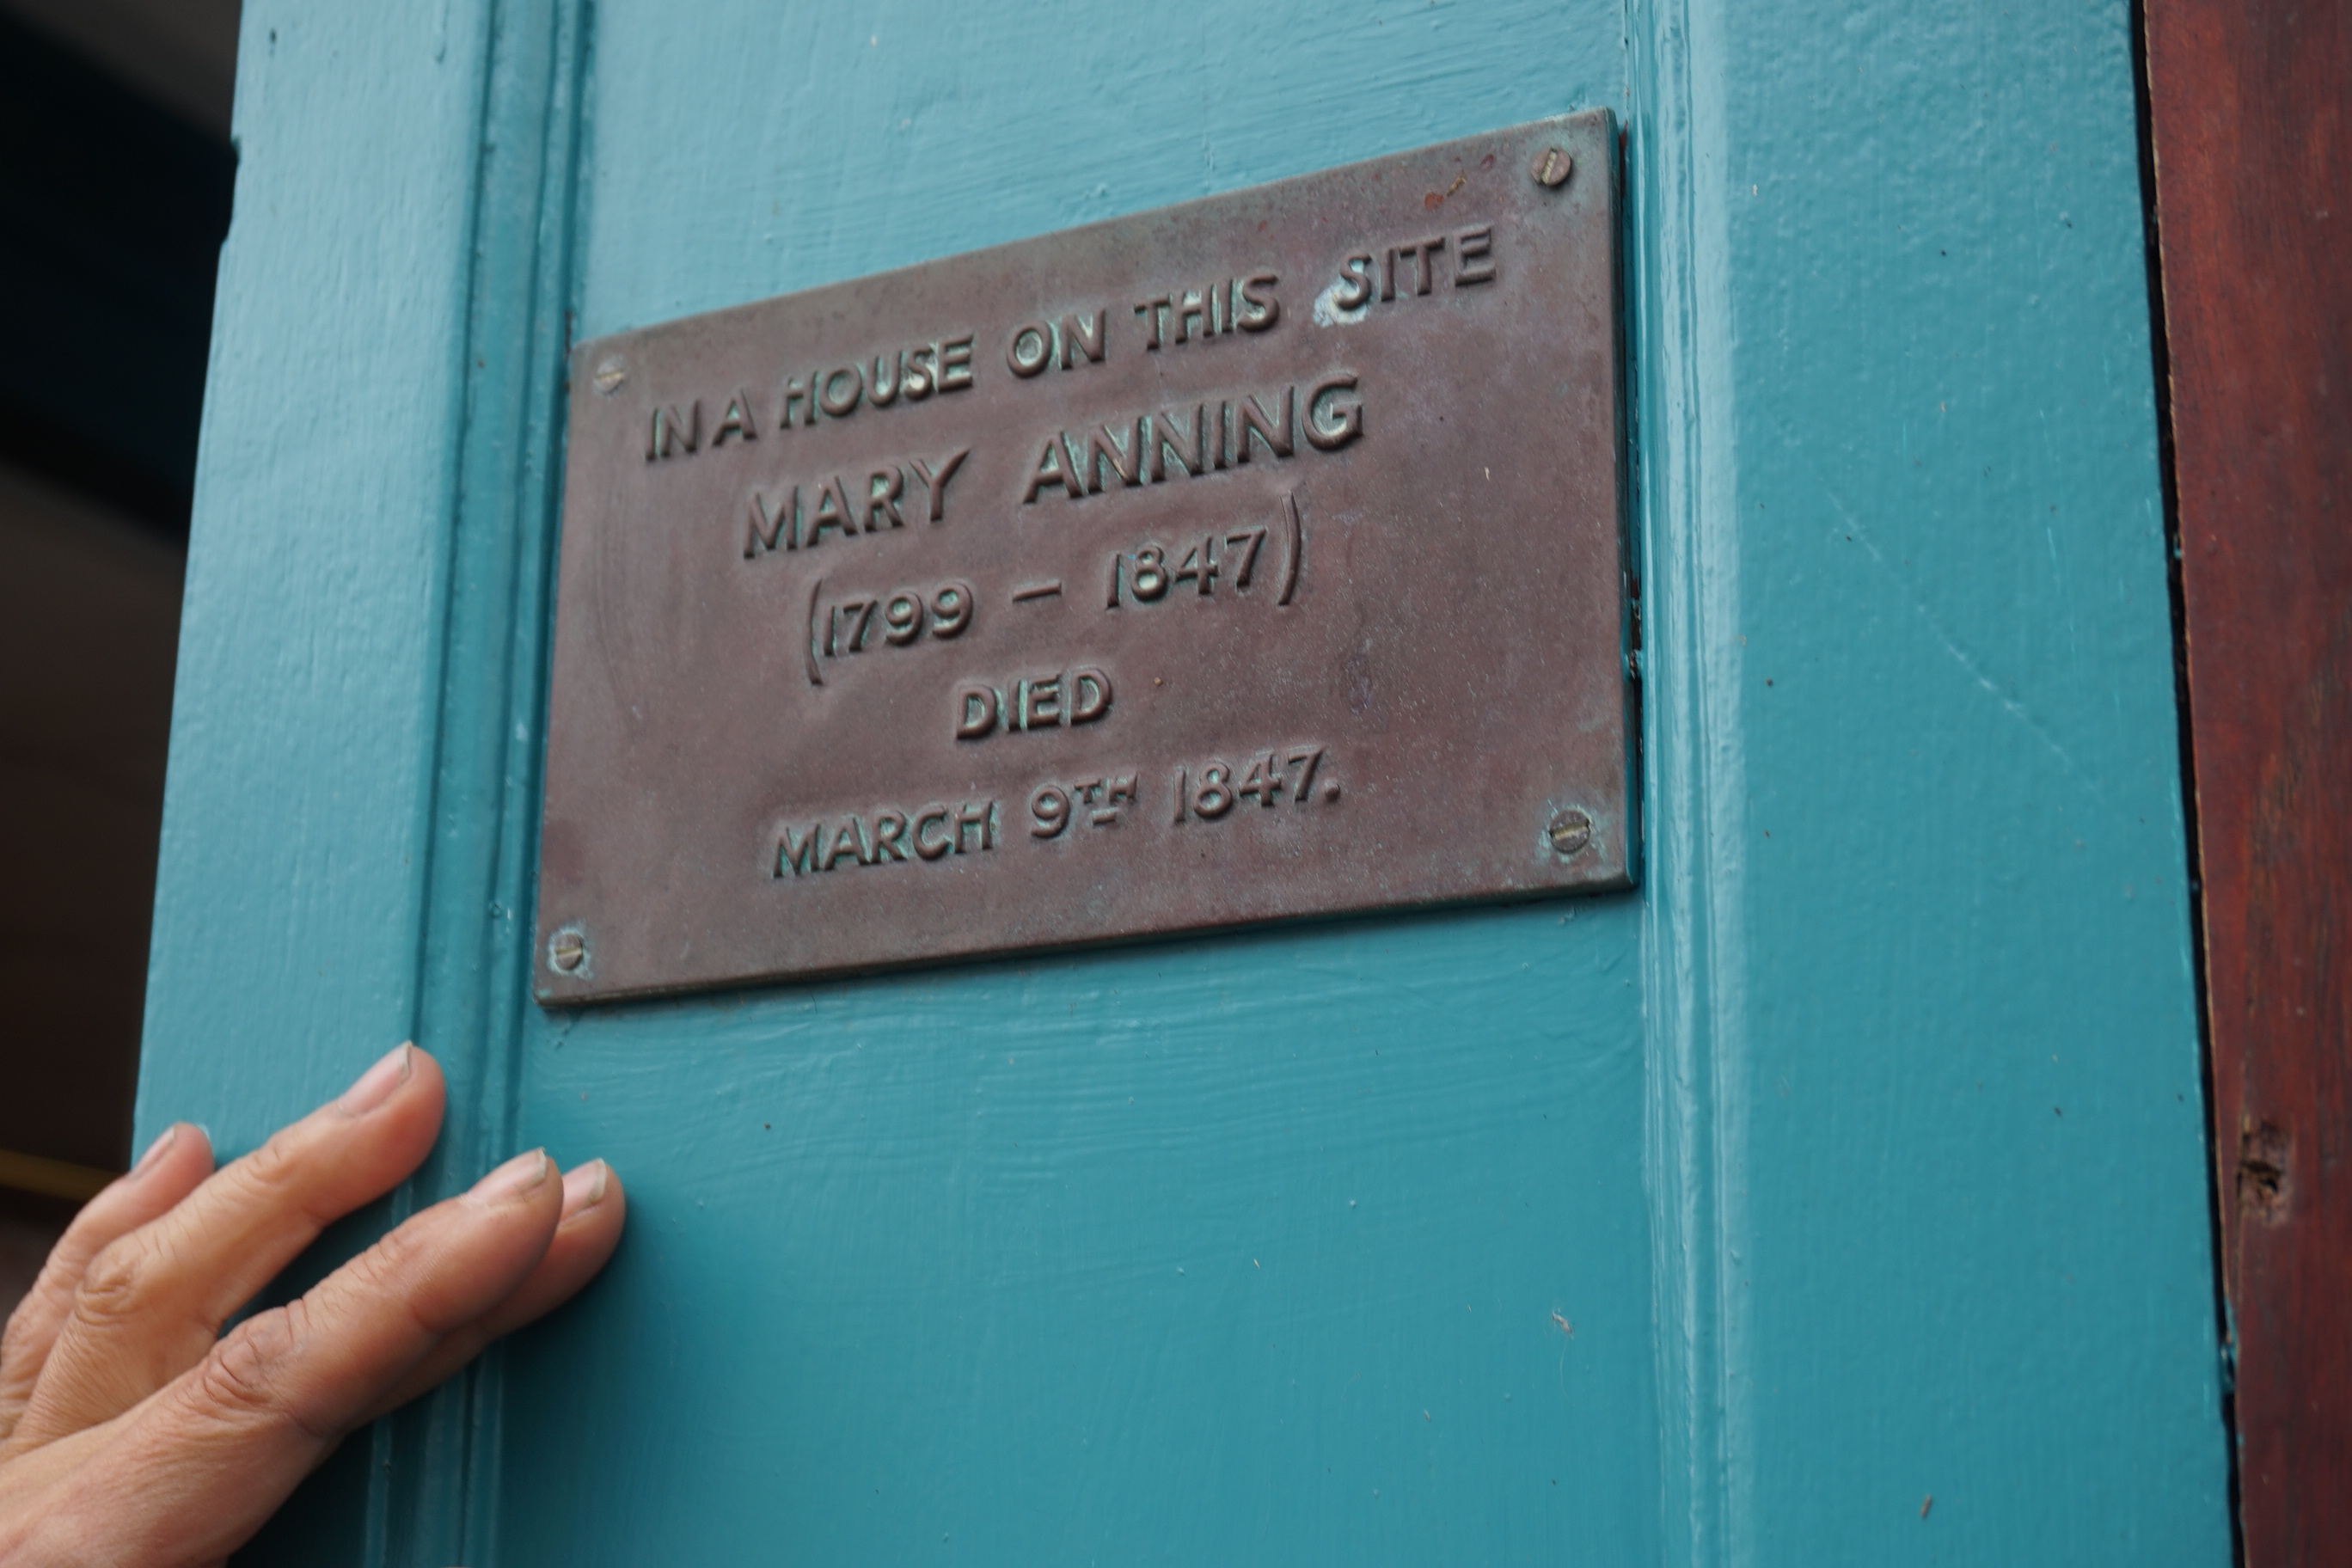 IN A HOUSE ON THIS SITE
MARY ANNING
(1799 – 1847)
DIED
MARCH 9TH 1847.